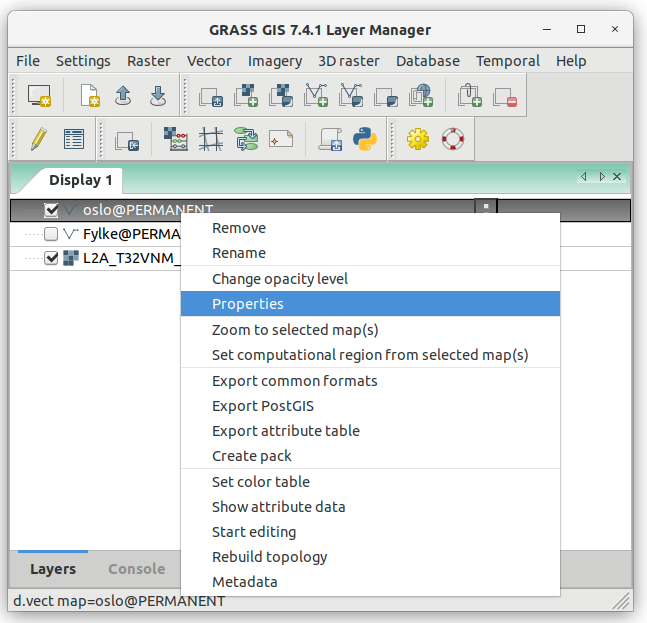 GRASS GIS 7.4.1 Layer Manager
File Settings Raster Vector Imagery 3D raster Database Temporal Help
Display 1
oslo@PERMANENT
Fylke@PERMA
L2A_T32VNM_
Remove
Rename
Change opacity level
Properties
Zoom to selected map(s)
Set computational region from selected map(s)
Export common formats
Export PostGIS
Export attribute table
Create pack
Set color table
Show attribute data
Start editing
Rebuild topology
Metadata
Layers Console
d.vect map=oslo@PERMANENT